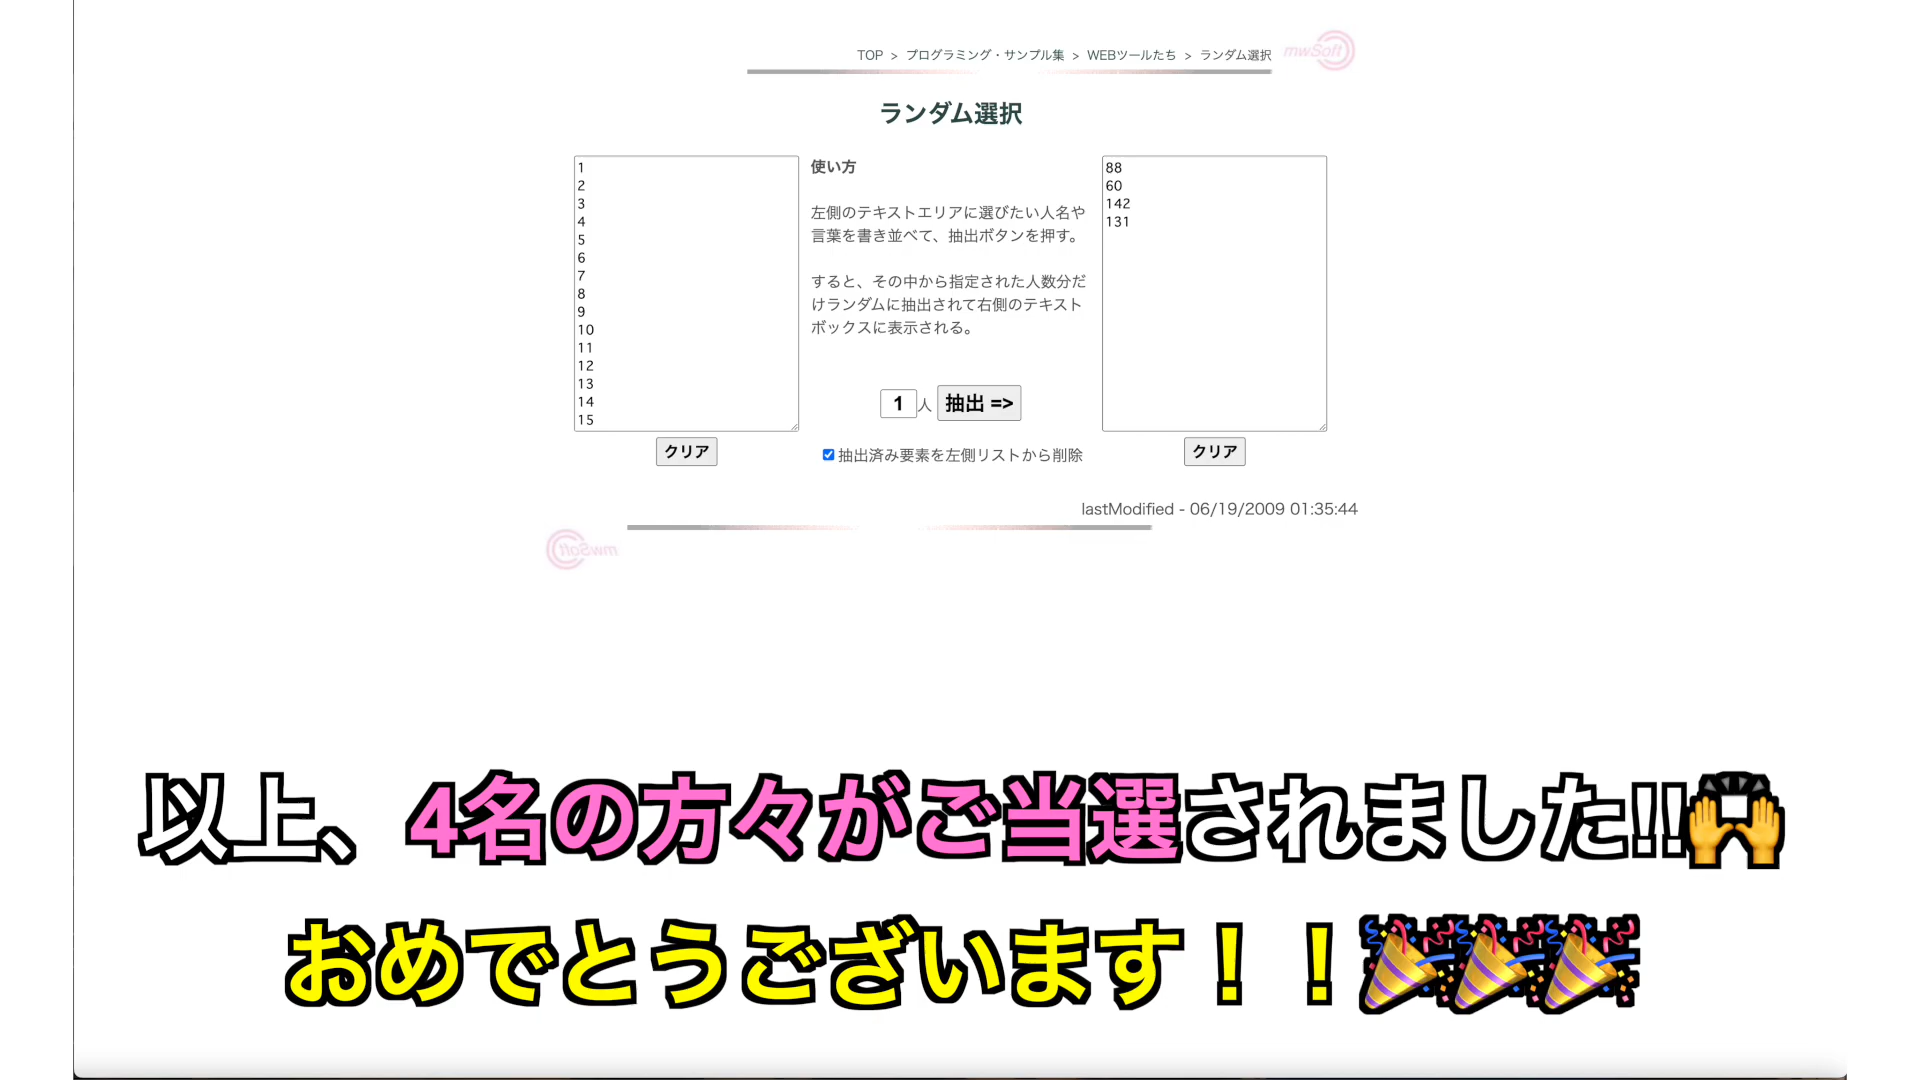 TOP > プログラミング・サンプル集 > WEBツールたち > ランダム選択
mwSoft
ランダム選択
1
2
3
4
5
6
7
8
9
10
11
12
13
14
15
クリア
使い方
左側のテキストエリアに選びたい人名や
言葉を書き並べて、抽出ボタンを押す。
すると、その中から指定された人数分だ
けランダムに抽出されて右側のテキスト
ボックスに表示される。
1 人 抽出 =>
抽出済み要素を左側リストから削除
88
60
142
131
クリア
lastModified - 06/19/2009 01:35:44
mwSoft
以上、4名の方々がご当選されました!!🙌
おめでとうございます！！🎉🎉🎉